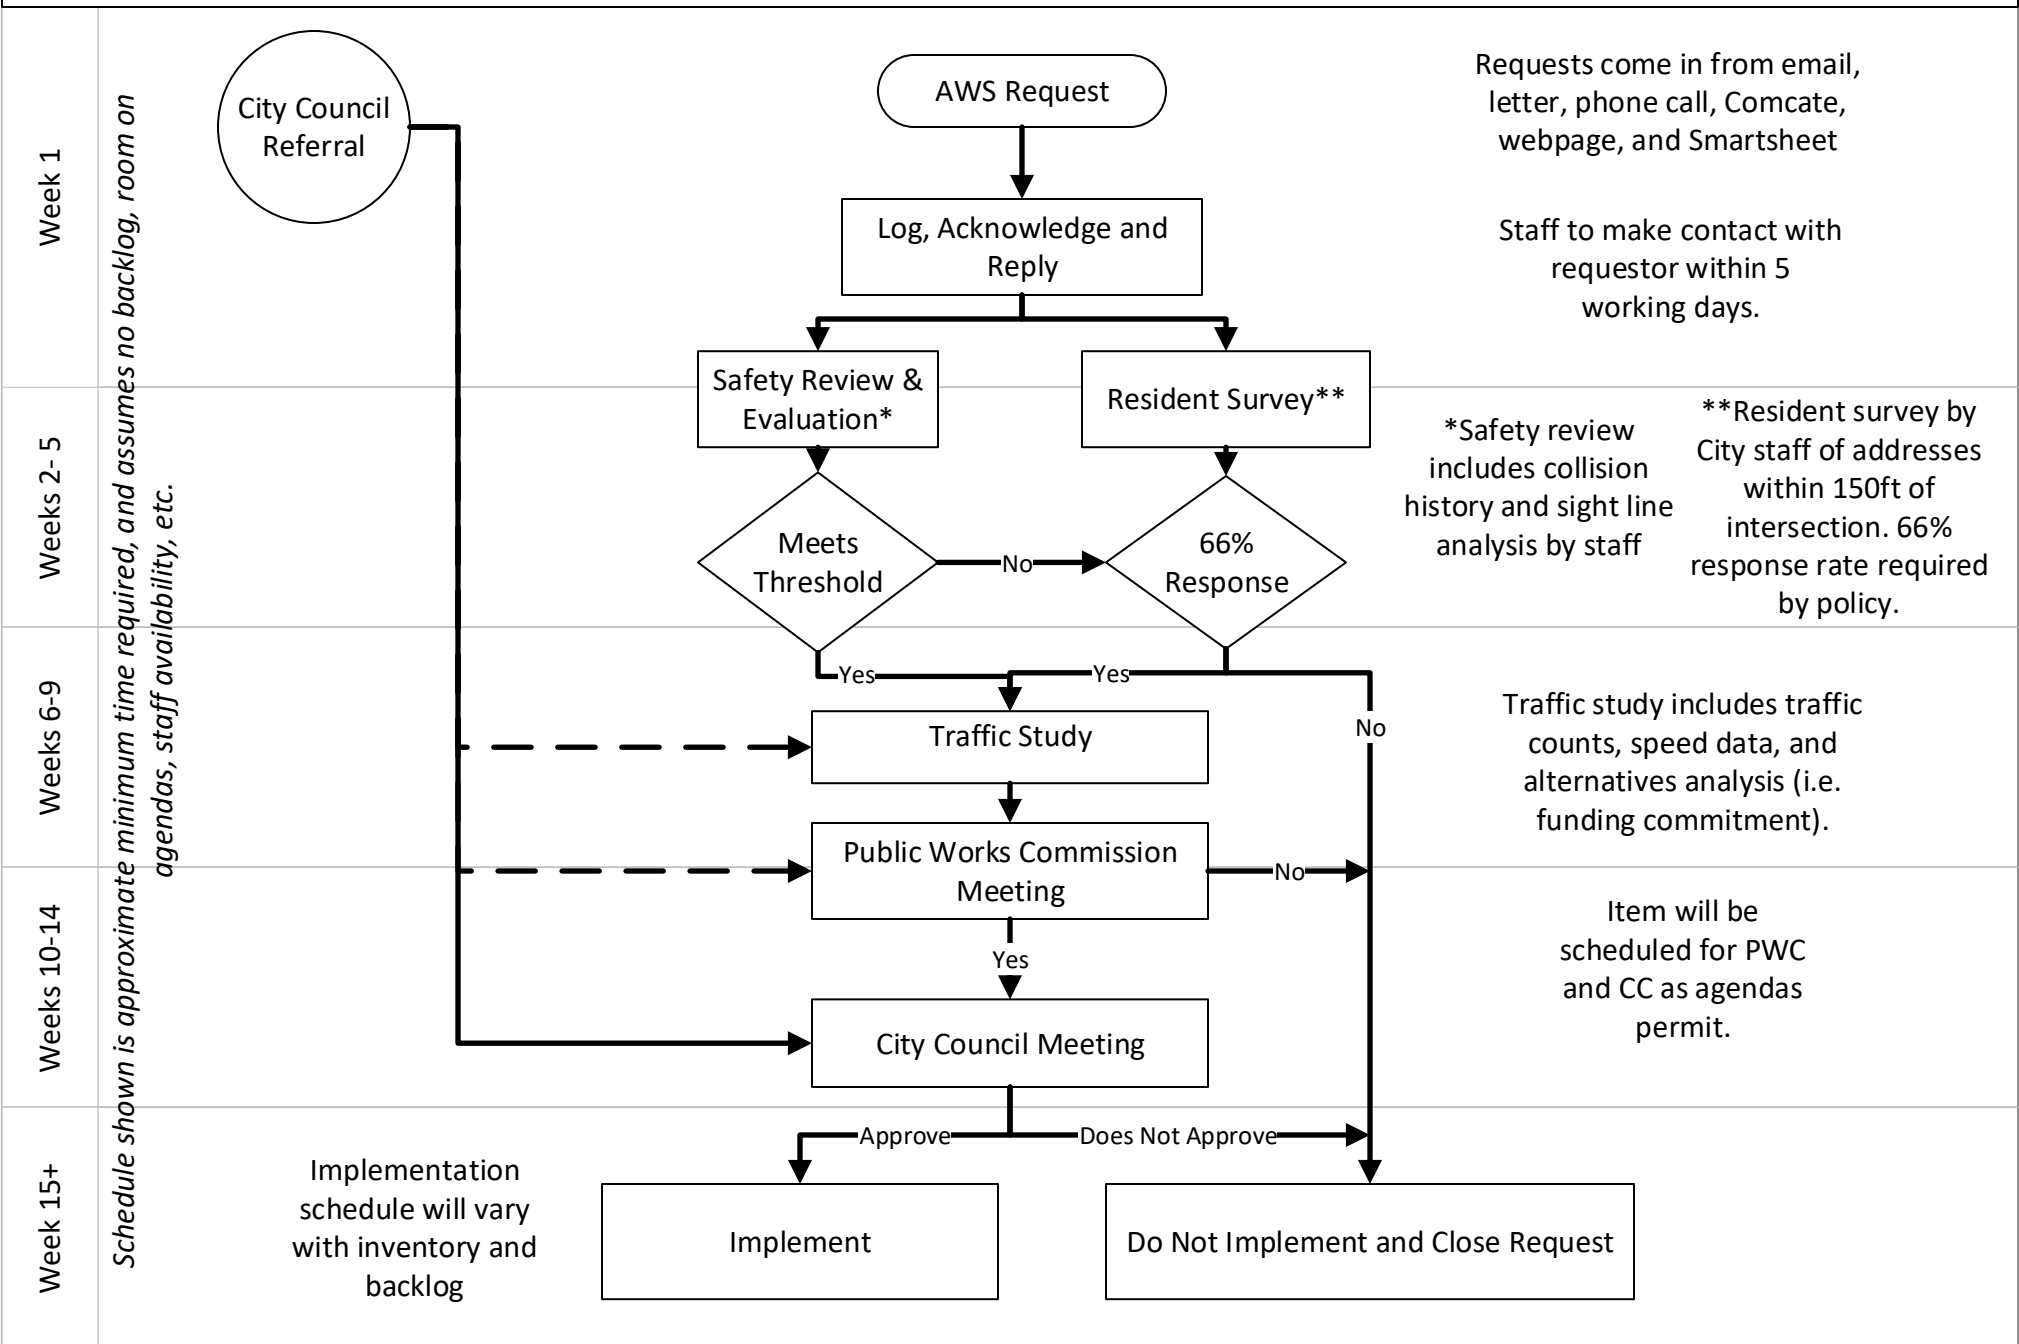 Week 1
Schedule shown is approximate minimum time required, and assumes no backlog, room on
agendas, staff availability, etc.
City Council
Referral
AWS Request
Requests come in from email,
letter, phone call, Comcate,
webpage, and Smartsheet
Log, Acknowledge and
Reply
Staff to make contact with
requestor within 5
working days.
Weeks 2- 5
Safety Review &
Evaluation*
Resident Survey**
*Safety review
includes collision
history and sight line
analysis by staff
**Resident survey by
City staff of addresses
within 150ft of
intersection. 66%
response rate required
by policy.
Meets
Threshold
No
66%
Response
Weeks 6-9
Yes
Yes
No
Traffic Study
Traffic study includes traffic
counts, speed data, and
alternatives analysis (i.e.
funding commitment).
Public Works Commission
Meeting
No
Weeks 10-14
Yes
Item will be
scheduled for PWC
and CC as agendas
permit.
City Council Meeting
Week 15+
Approve
Does Not Approve
Implementation
schedule will vary
with inventory and
backlog
Implement
Do Not Implement and Close Request